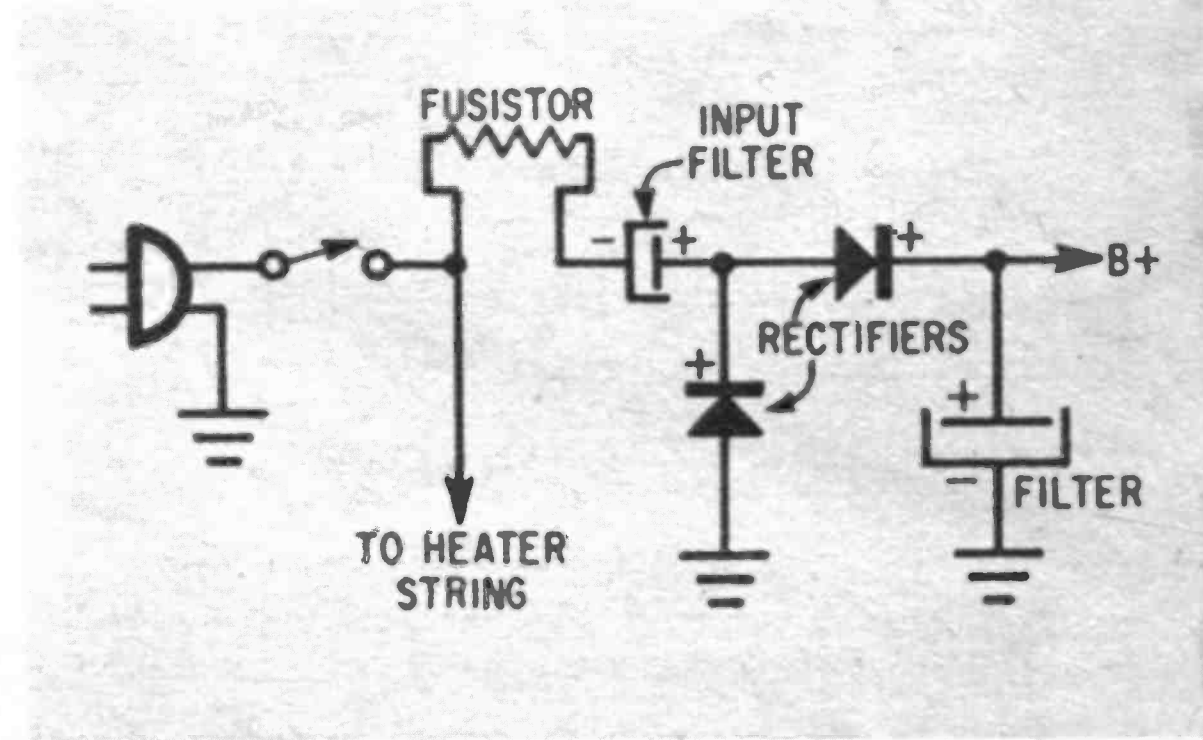 FUSISTOR
INPUT
FILTER
-
+
+
B+
RECTIFIERS
+
+
-
FILTER
TO HEATER
STRING